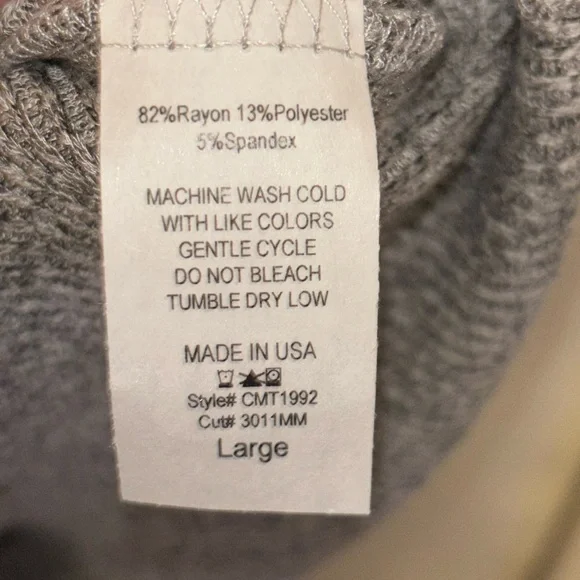 82%Rayon 13%Polyester
5%Spandex
MACHINE WASH COLD
WITH LIKE COLORS
GENTLE CYCLE
DO NOT BLEACH
TUMBLE DRY LOW
MADE IN USA
Style# CMT1992
Cut# 3011MM
Large